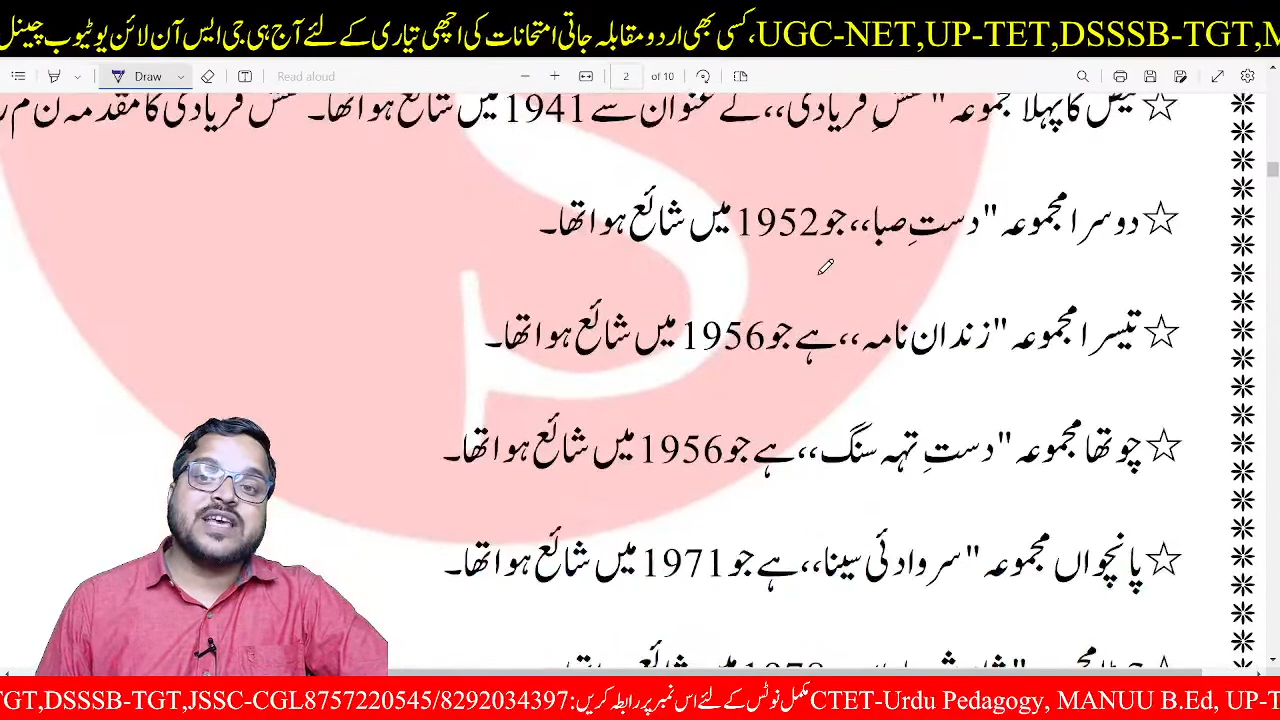 UGC-NET,UP-TET,DSSSB-TGT,M ،کسی بھی اردو مقابلہ جاتی امتحانات کی اچھی تیاری کے لئے آج ہی جی ایس آن لائن یوٹیوب چینل
Draw Read aloud 2 of 10
کا پہلا مجموعہ "نقشِ فریادی،، کے عنوان سے 1941 میں شائع ہوا تھا۔ نقش فریادی کا مقدمہ ن م ر
☆دوسرا مجموعہ "دستِ صبا،، جو 1952 میں شائع ہوا تھا۔
☆تیسرا مجموعہ "زندان نامہ،، ہے جو 1956 میں شائع ہوا تھا۔
☆چوتھا مجموعہ "دستِ تہہ سنگ،، ہے جو 1956 میں شائع ہوا تھا۔
☆پانچواں مجموعہ "سر وادئی سینا،، ہے جو 1971 میں شائع ہوا تھا۔
TGT,DSSSB-TGT,JSSC-CGL مکمل نوٹس کے لئے اس نمبر پر رابطہ کریں:8757220545/8292034397 CTET-Urdu Pedagogy, MANUU B.Ed, UP-T